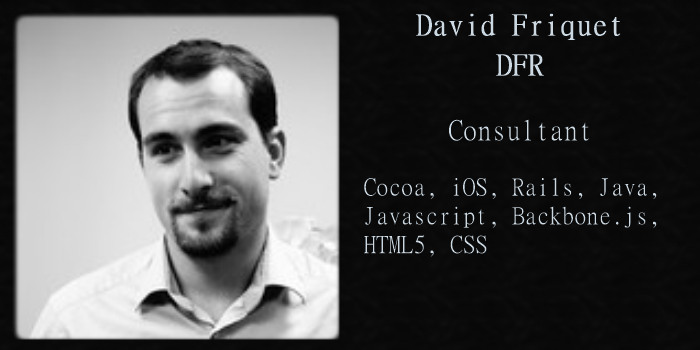 David Friquet
DFR
Consultant
Cocoa, iOS, Rails, Java,
Javascript, Backbone.js,
HTML5, CSS